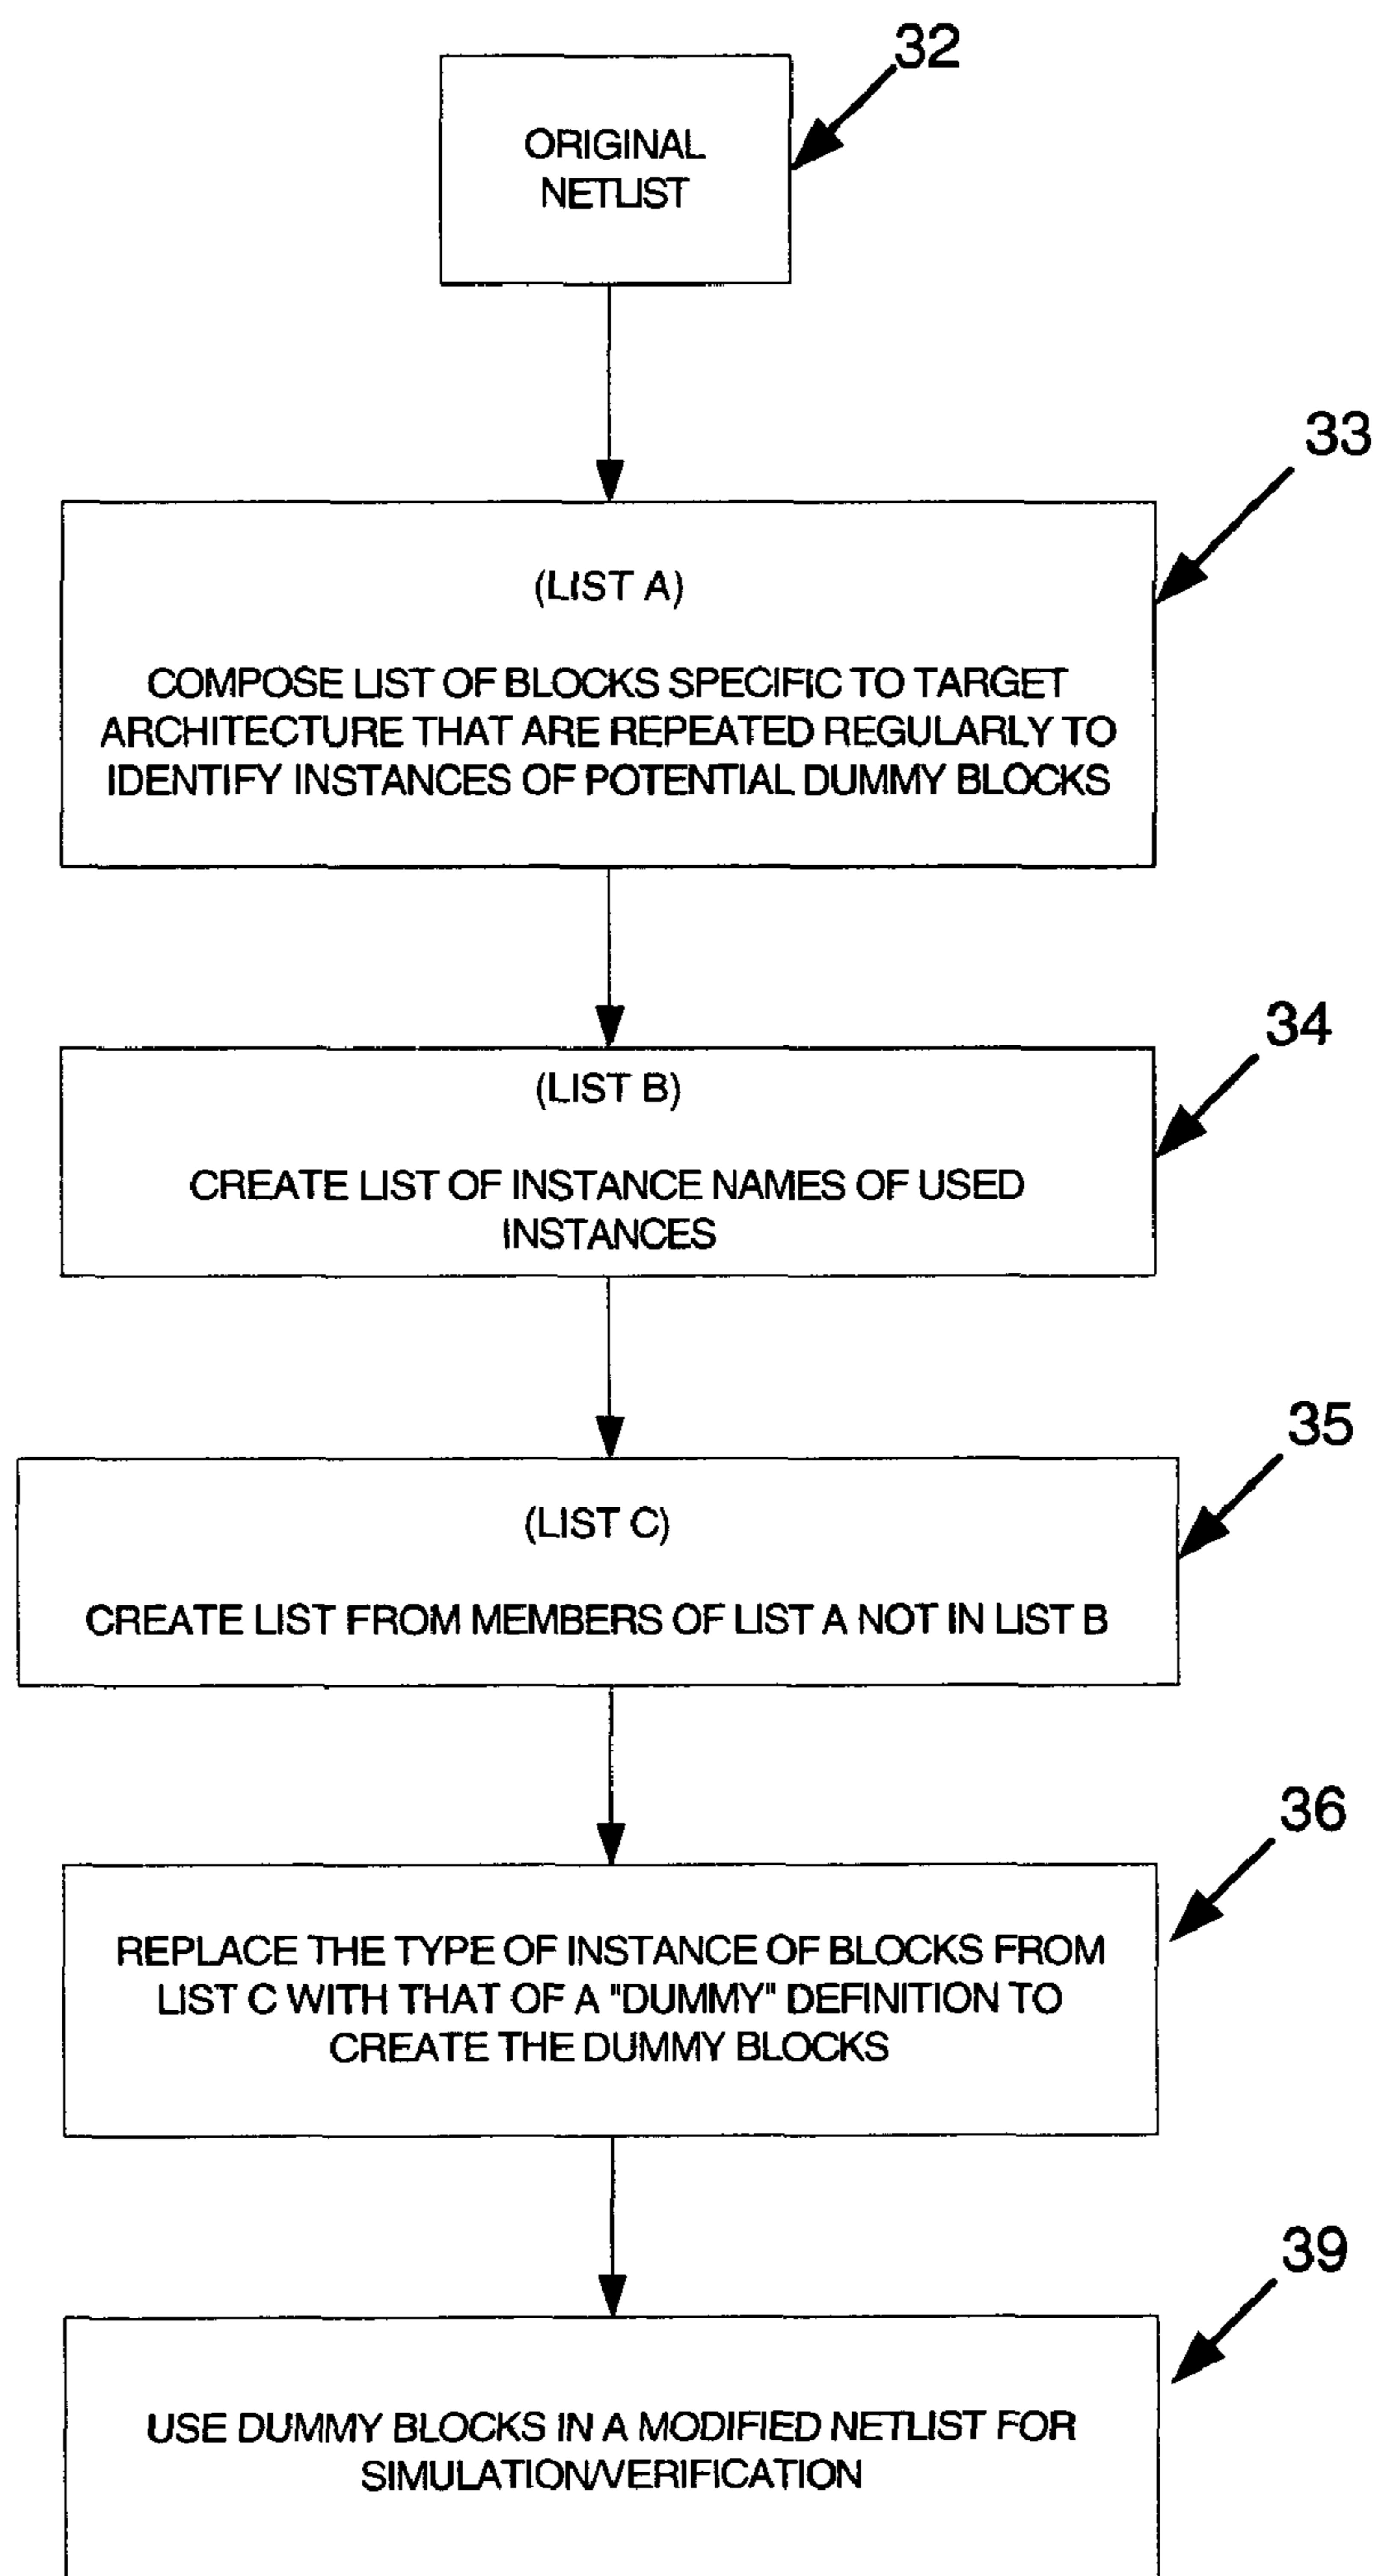 32
ORIGINAL
NETLIST
33
(LIST A)
COMPOSE LIST OF BLOCKS SPECIFIC TO TARGET
ARCHITECTURE THAT ARE REPEATED REGULARLY TO
IDENTIFY INSTANCES OF POTENTIAL DUMMY BLOCKS
34
(LIST B)
CREATE LIST OF INSTANCE NAMES OF USED
INSTANCES
35
(LIST C)
CREATE LIST FROM MEMBERS OF LIST A NOT IN LIST B
36
REPLACE THE TYPE OF INSTANCE OF BLOCKS FROM
LIST C WITH THAT OF A "DUMMY" DEFINITION TO
CREATE THE DUMMY BLOCKS
39
USE DUMMY BLOCKS IN A MODIFIED NETLIST FOR
SIMULATION/VERIFICATION